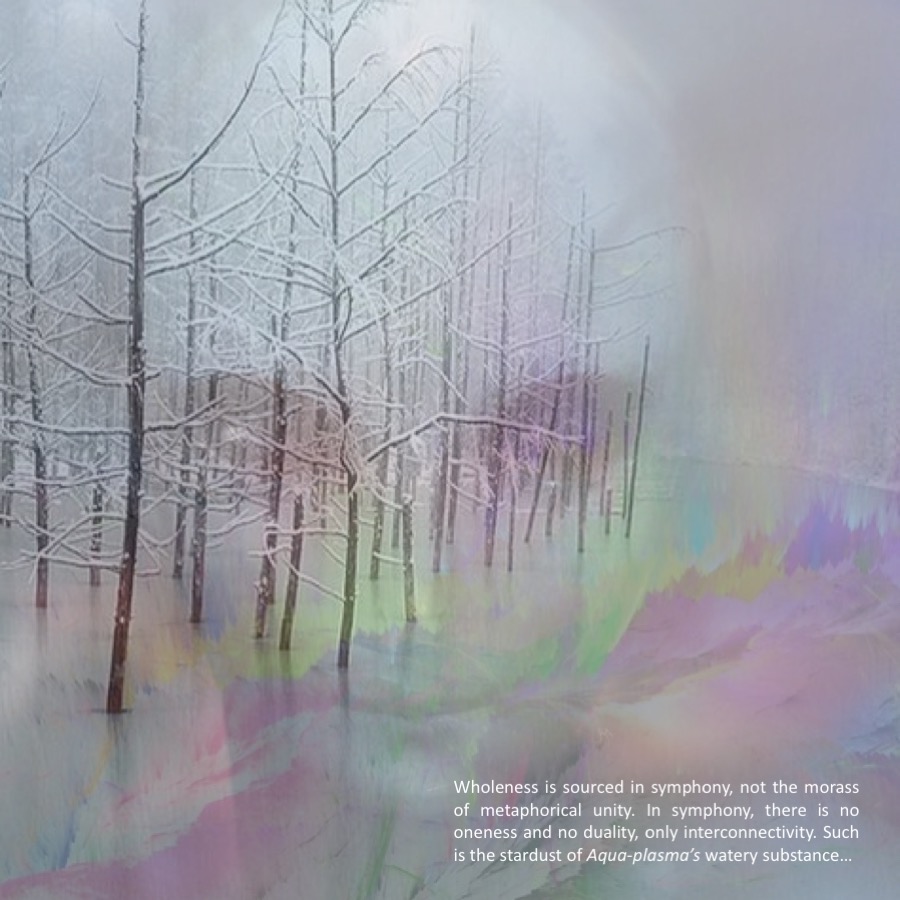 Wholeness is sourced in symphony, not the morass
of metaphorical unity. In symphony, there is no
oneness and no duality, only interconnectivity. Such
is the stardust of Aqua-plasma’s watery substance…